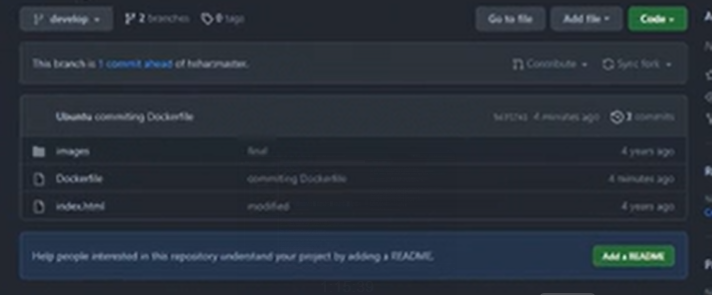 develop 2 branches 0 tags Go to file Add file Code
This branch is 1 commit ahead of
Contribute Sync fork
Ubuntu commiting Dockerfile 4 minutes ago 3 commits
images final 4 years ago
Dockerfile commiting Dockerfile 4 minutes ago
index.html modified 4 years ago
Help people interested in this repository understand your project by adding a README. Add a README